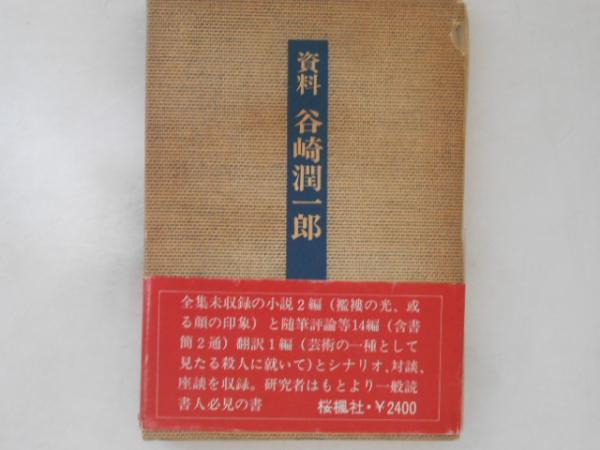 資料 谷崎潤一郎
全集未収録の小説2編（襤褸の光、或
る顔の印象）と随筆評論等14編（含書
簡2通）翻訳1編（芸術の一種として
見たる殺人に就いて）とシナリオ、対談、
座談を収録。研究者はもとより一般読
書人必見の書 桜楓社・￥2400